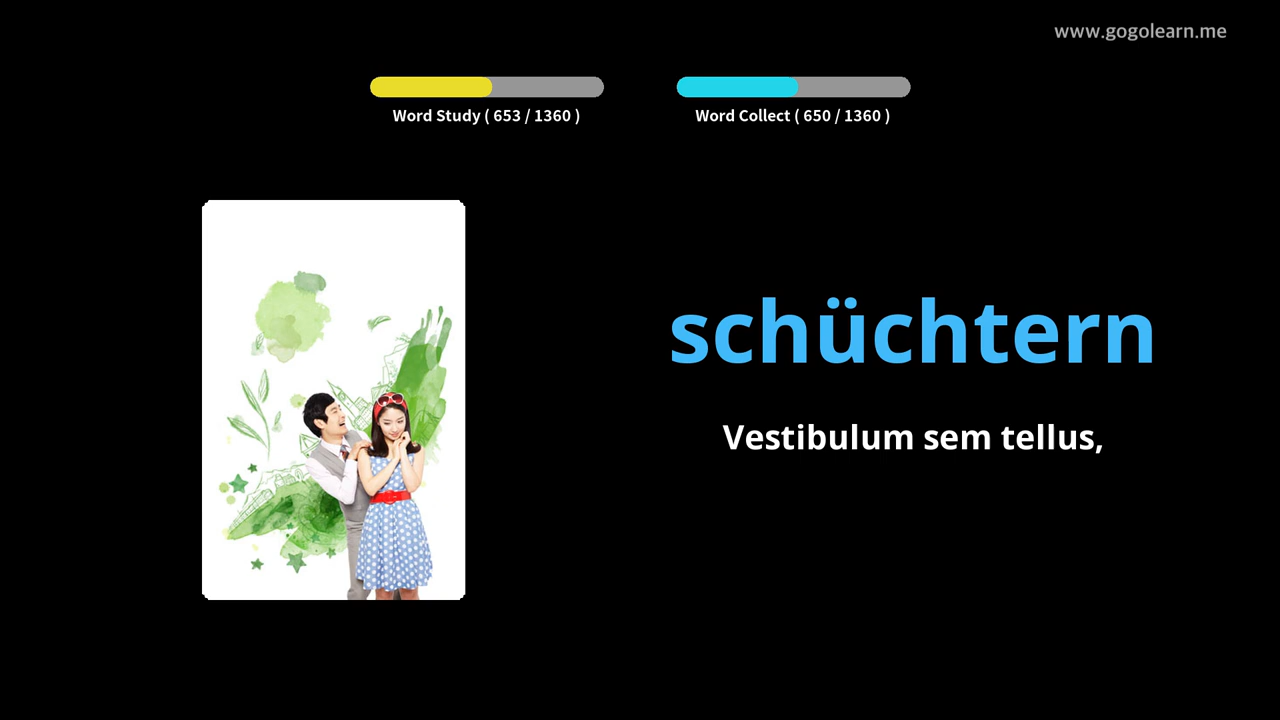 www.gogolearn.me
Word Study ( 653 / 1360 )
Word Collect ( 650 / 1360 )
schüchtern
Vestibulum sem tellus,